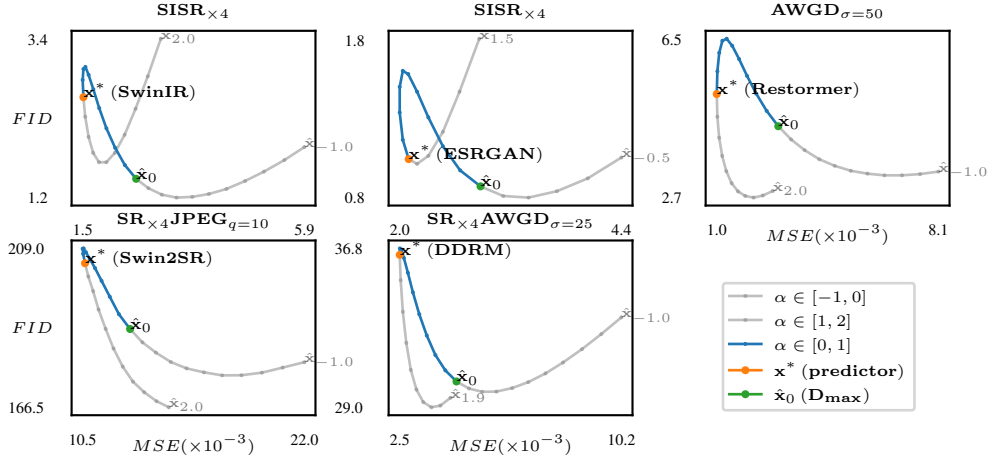 SISR×4
SISR×4
AWGDσ=50
3.4
x̂2.0
x* (SwinIR)
FID
x̂−1.0
x̂0
1.2
1.5
5.9
1.8
x̂1.5
x* (ESRGAN)
x̂−0.5
x̂0
0.8
2.0
4.4
6.5
x* (Restormer)
x̂0
x̂−1.0
x̂2.0
2.7
1.0
MSE(×10−3)
8.1
SR×4JPEGq=10
SR×4AWGDσ=25
209.0
x* (Swin2SR)
FID
x̂0
x̂−1.0
x̂2.0
166.5
10.5
MSE(×10−3)
22.0
36.8
x* (DDRM)
x̂−1.0
x̂0
x̂1.9
29.0
2.5
MSE(×10−3)
10.2
α ∈ [−1, 0]
α ∈ [1, 2]
α ∈ [0, 1]
x* (predictor)
x̂0 (Dmax)